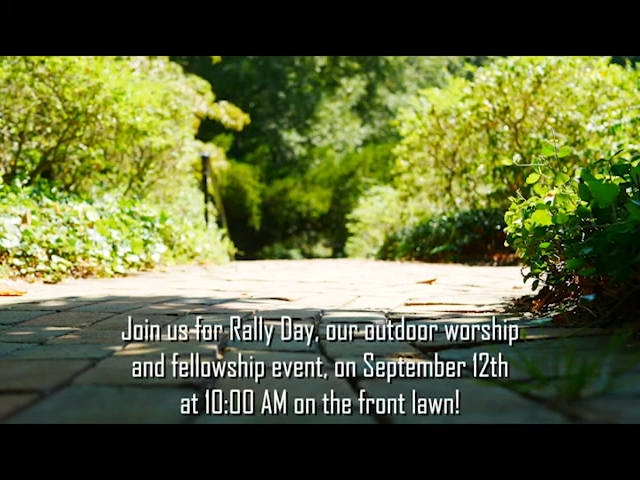 Join us for Rally Day, our outdoor worship
and fellowship event, on September 12th
at 10:00 AM on the front lawn!